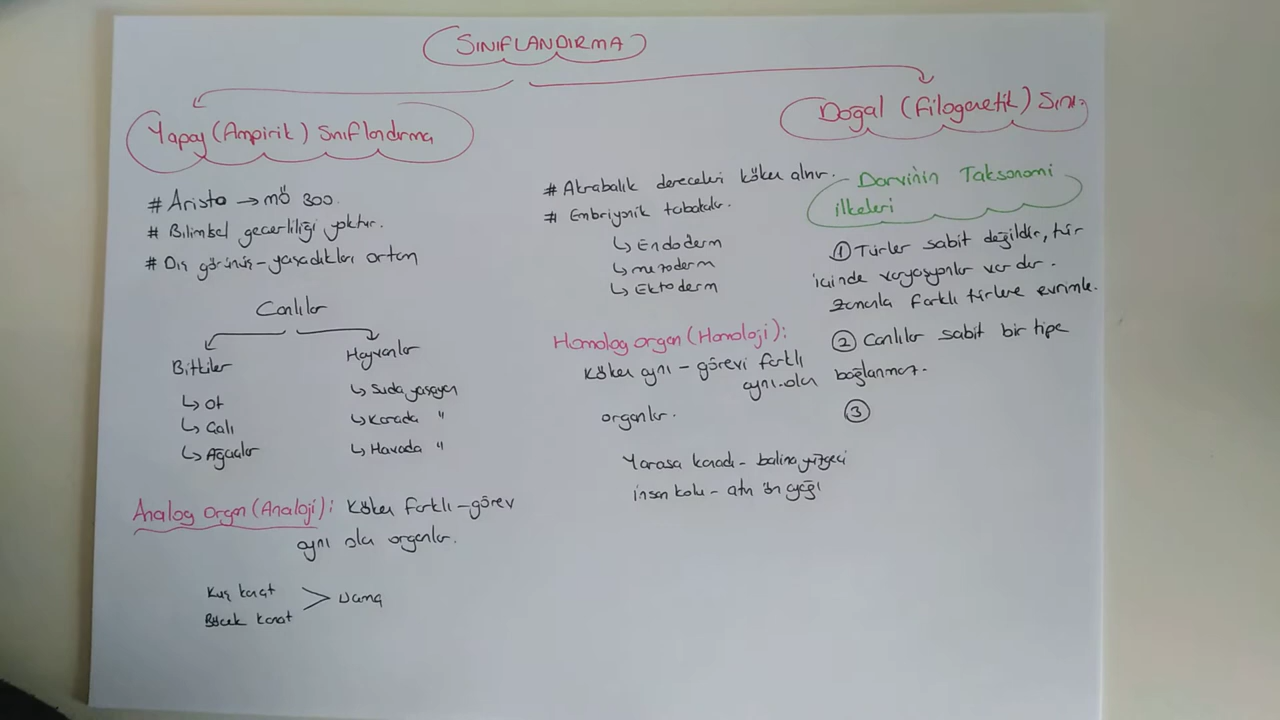 SINIFLANDIRMA
Yapay (Ampirik) Sınıflandırma
# Aristo → mö 300.
# Bilimsel geçerliliği yoktur.
# Dış görünüş - yaşadıkları ortam
Canlılar
Bitkiler
↳ Ot
↳ Çalı
↳ Ağaçlar
Hayvanlar
↳ Suda yaşayan
↳ Karada "
↳ Havada "
Analog Organ (Analoji): Köken farklı - görev
aynı olan organlar.
Kuş kanat
Böcek kanat
> Uçma
Doğal (Filogenetik) Sını
# Akrabalık dereceleri köken alınır.
# Embriyonik tabakalar.
↳ Endoderm
↳ mezoderm
↳ Ektoderm
Homolog organ (Homoloji):
Köken aynı - görevi farklı
aynı olan
organlar.
Yarasa kanadı - balina yüzgeci
insan kolu - atın ön ayağı
Darvinin Taksonomi
ilkeleri
① Türler sabit değildir, tür
içinde varyasyonlar vardır.
Zamanla farklı türlere evrimle.
② Canlılar sabit bir tipe
bağlanmaz.
③